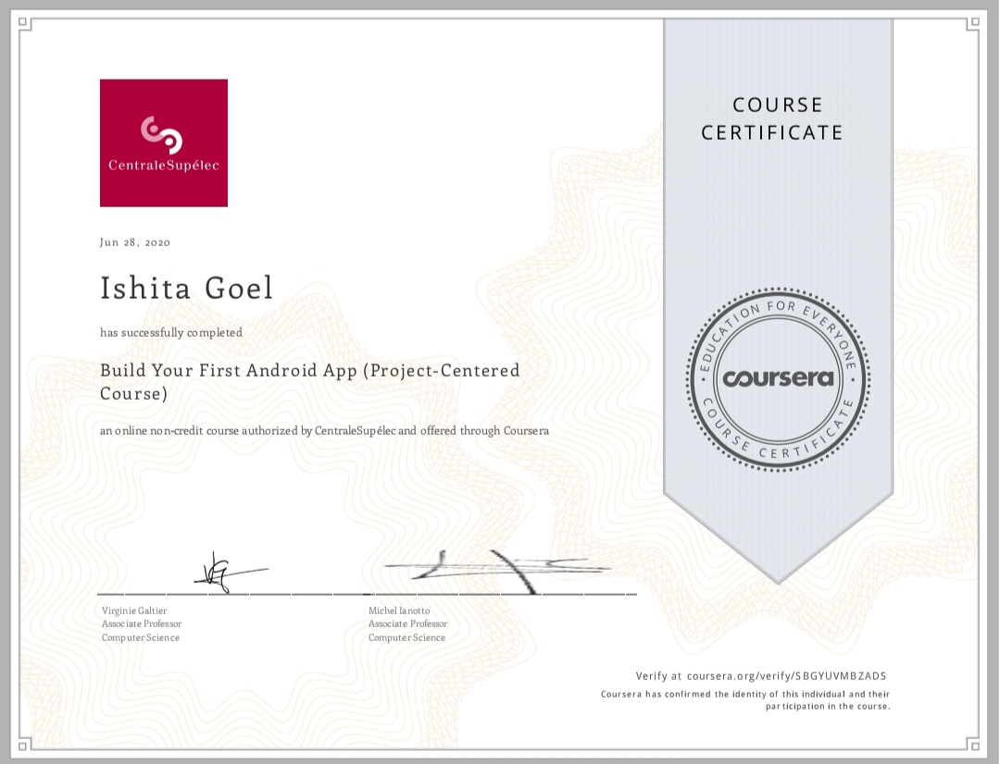 COURSE
CERTIFICATE
CentraleSupélec
Jun 28, 2020
Ishita Goel
has successfully completed
Build Your First Android App (Project-Centered
Course)
an online non-credit course authorized by CentraleSupélec and offered through Coursera
EDUCATION FOR EVERYONE
coursera
COURSE CERTIFICATE
Virginie Galtier
Associate Professor
Computer Science
Michel Ianotto
Associate Professor
Computer Science
Verify at coursera.org/verify/SBGYUVMBZADS
Coursera has confirmed the identity of this individual and their
participation in the course.